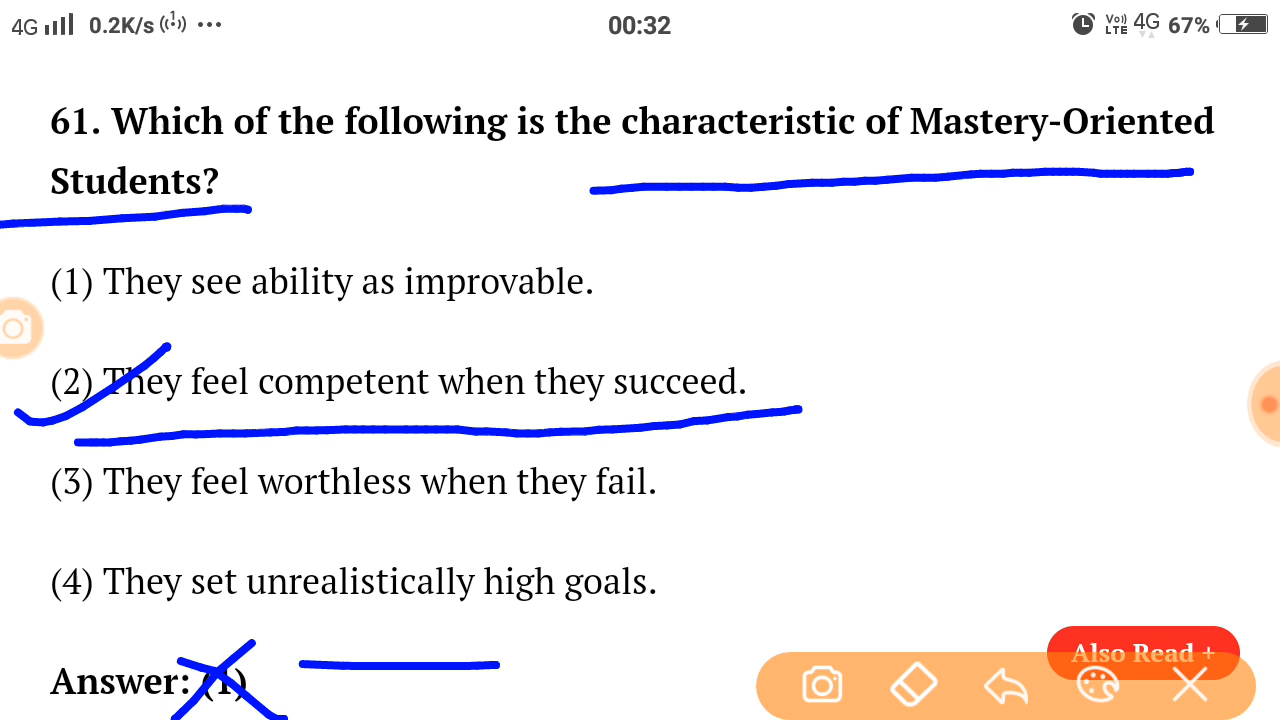 4G 0.2K/s 00:32 Vo)) LTE 4G 67%
61. Which of the following is the characteristic of Mastery-Oriented
Students?
(1) They see ability as improvable.
(2) They feel competent when they succeed.
(3) They feel worthless when they fail.
(4) They set unrealistically high goals.
Also Read +
Answer: (1)